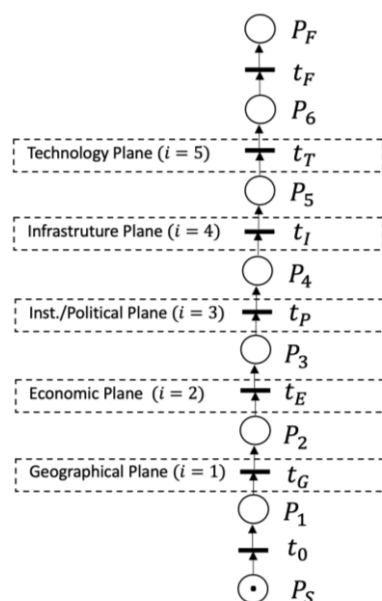 P_F
t_F
P_6
Technology Plane (i = 5) t_T
P_5
Infrastruture Plane (i = 4) t_I
P_4
Inst./Political Plane (i = 3) t_P
P_3
Economic Plane (i = 2) t_E
P_2
Geographical Plane (i = 1) t_G
P_1
t_0
P_S